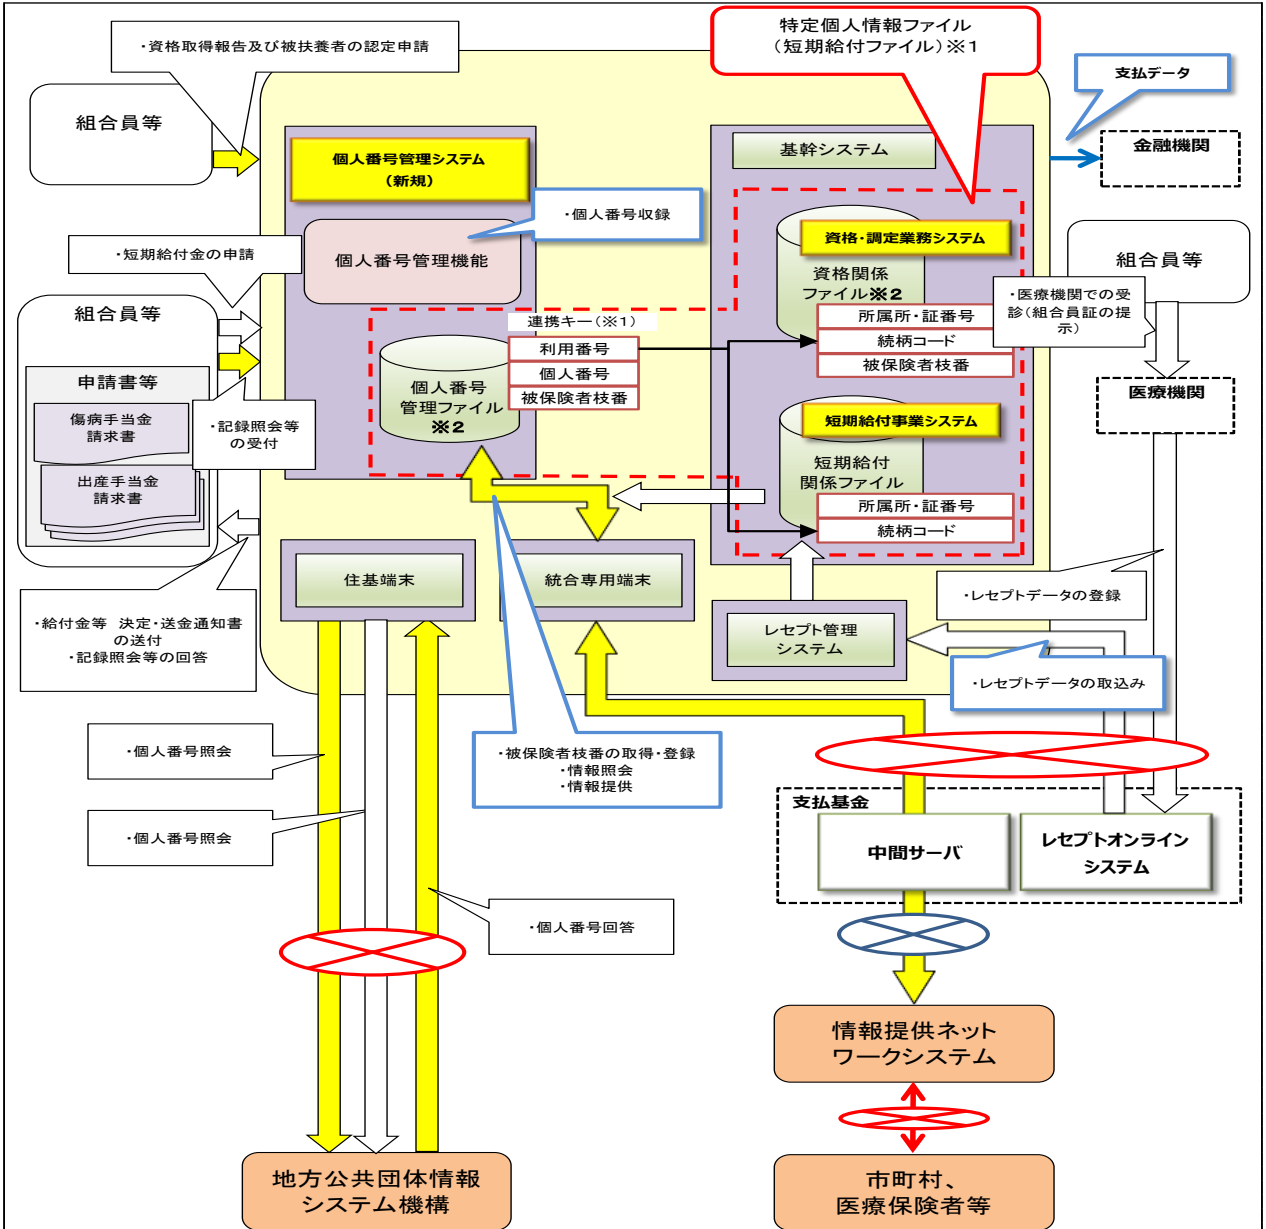 ・資格取得報告及び被扶養者の認定申請
特定個人情報ファイル
（短期給付ファイル）※1
支払データ
組合員等
金融機関
個人番号管理システム
（新規）
基幹システム
・個人番号収録
資格・調定業務システム
・短期給付金の申請
個人番号管理機能
資格関係
ファイル※2
組合員等
・医療機関での受
診（組合員証の提
示）
組合員等
連携キー（※1）
所属所・証番号
続柄コード
被保険者枝番
利用番号
個人番号
被保険者枝番
申請書等
個人番号
管理ファイル
※2
医療機関
傷病手当金
請求書
・記録照会等
の受付
短期給付事業システム
短期給付
関係ファイル
出産手当金
請求書
所属所・証番号
続柄コード
住基端末
統合専用端末
・レセプトデータの登録
・給付金等　決定・送金通知書
の送付
・記録照会等の回答
レセプト管理
システム
・レセプトデータの取込み
・個人番号照会
・被保険者枝番の取得・登録
・情報照会
・情報提供
支払基金
・個人番号照会
中間サーバ
レセプトオンライン
システム
・個人番号回答
情報提供ネット
ワークシステム
地方公共団体情報
システム機構
市町村、
医療保険者等